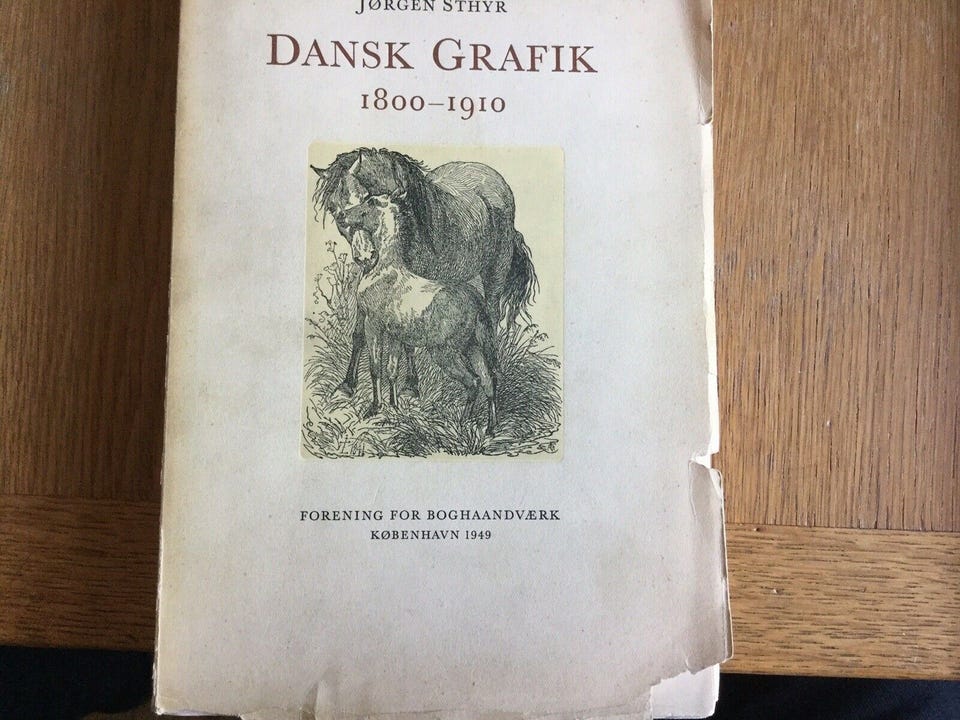 JØRGEN STHYR
DANSK GRAFIK
1800–1910
FORENING FOR BOGHAANDVÆRK
KØBENHAVN 1949